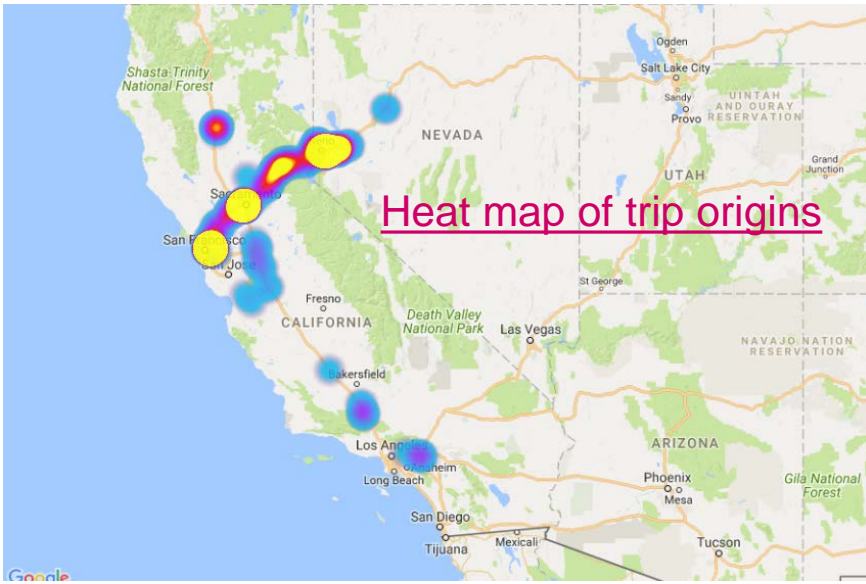 Ogden
Shasta-Trinity
National Forest
Salt Lake City
Sandy
Provo
UINTAH
AND OURAY
RESERVATION
NEVADA
Grand
Junction
UTAH
Sacramento
Heat map of trip origins
San Francisco
San Jose
St George
Fresno
CALIFORNIA
Death Valley
National Park
Las Vegas
NAVAJO NATION
RESERVATION
Bakersfield
Los Angeles
Anaheim
Long Beach
ARIZONA
Phoenix
Mesa
Gila National
Forest
San Diego
Tijuana
Mexicali
Tucson
Google